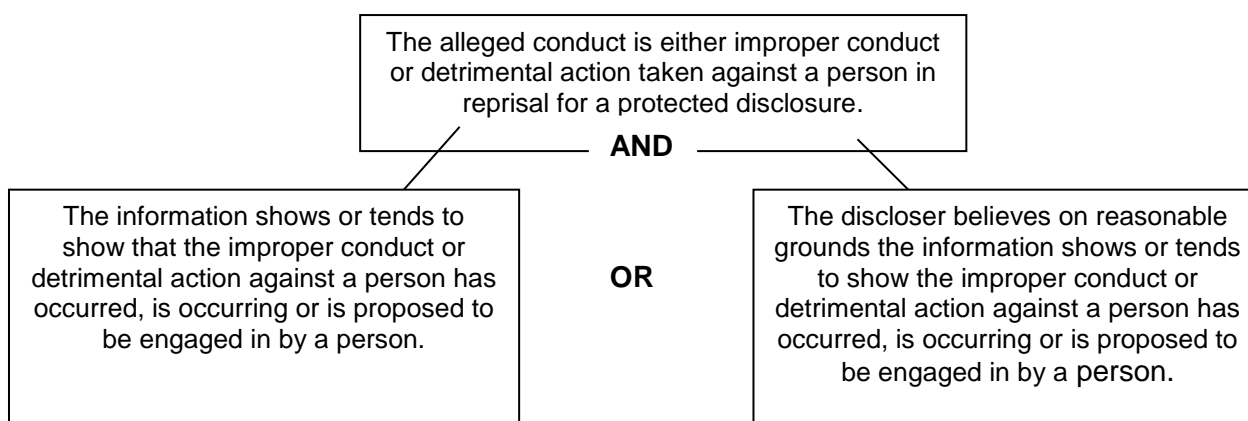 The alleged conduct is either improper conduct
or detrimental action taken against a person in
reprisal for a protected disclosure.
AND
The information shows or tends to
show that the improper conduct or
detrimental action against a person has
occurred, is occurring or is proposed to
be engaged in by a person.
OR
The discloser believes on reasonable
grounds the information shows or tends
to show the improper conduct or
detrimental action against a person has
occurred, is occurring or is proposed to
be engaged in by a person.